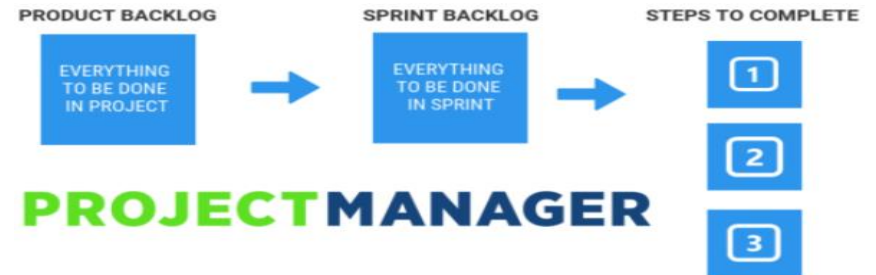 PRODUCT BACKLOG
SPRINT BACKLOG
STEPS TO COMPLETE
EVERYTHING
TO BE DONE
IN PROJECT
EVERYTHING
TO BE DONE
IN SPRINT
1
2
3
PROJECTMANAGER